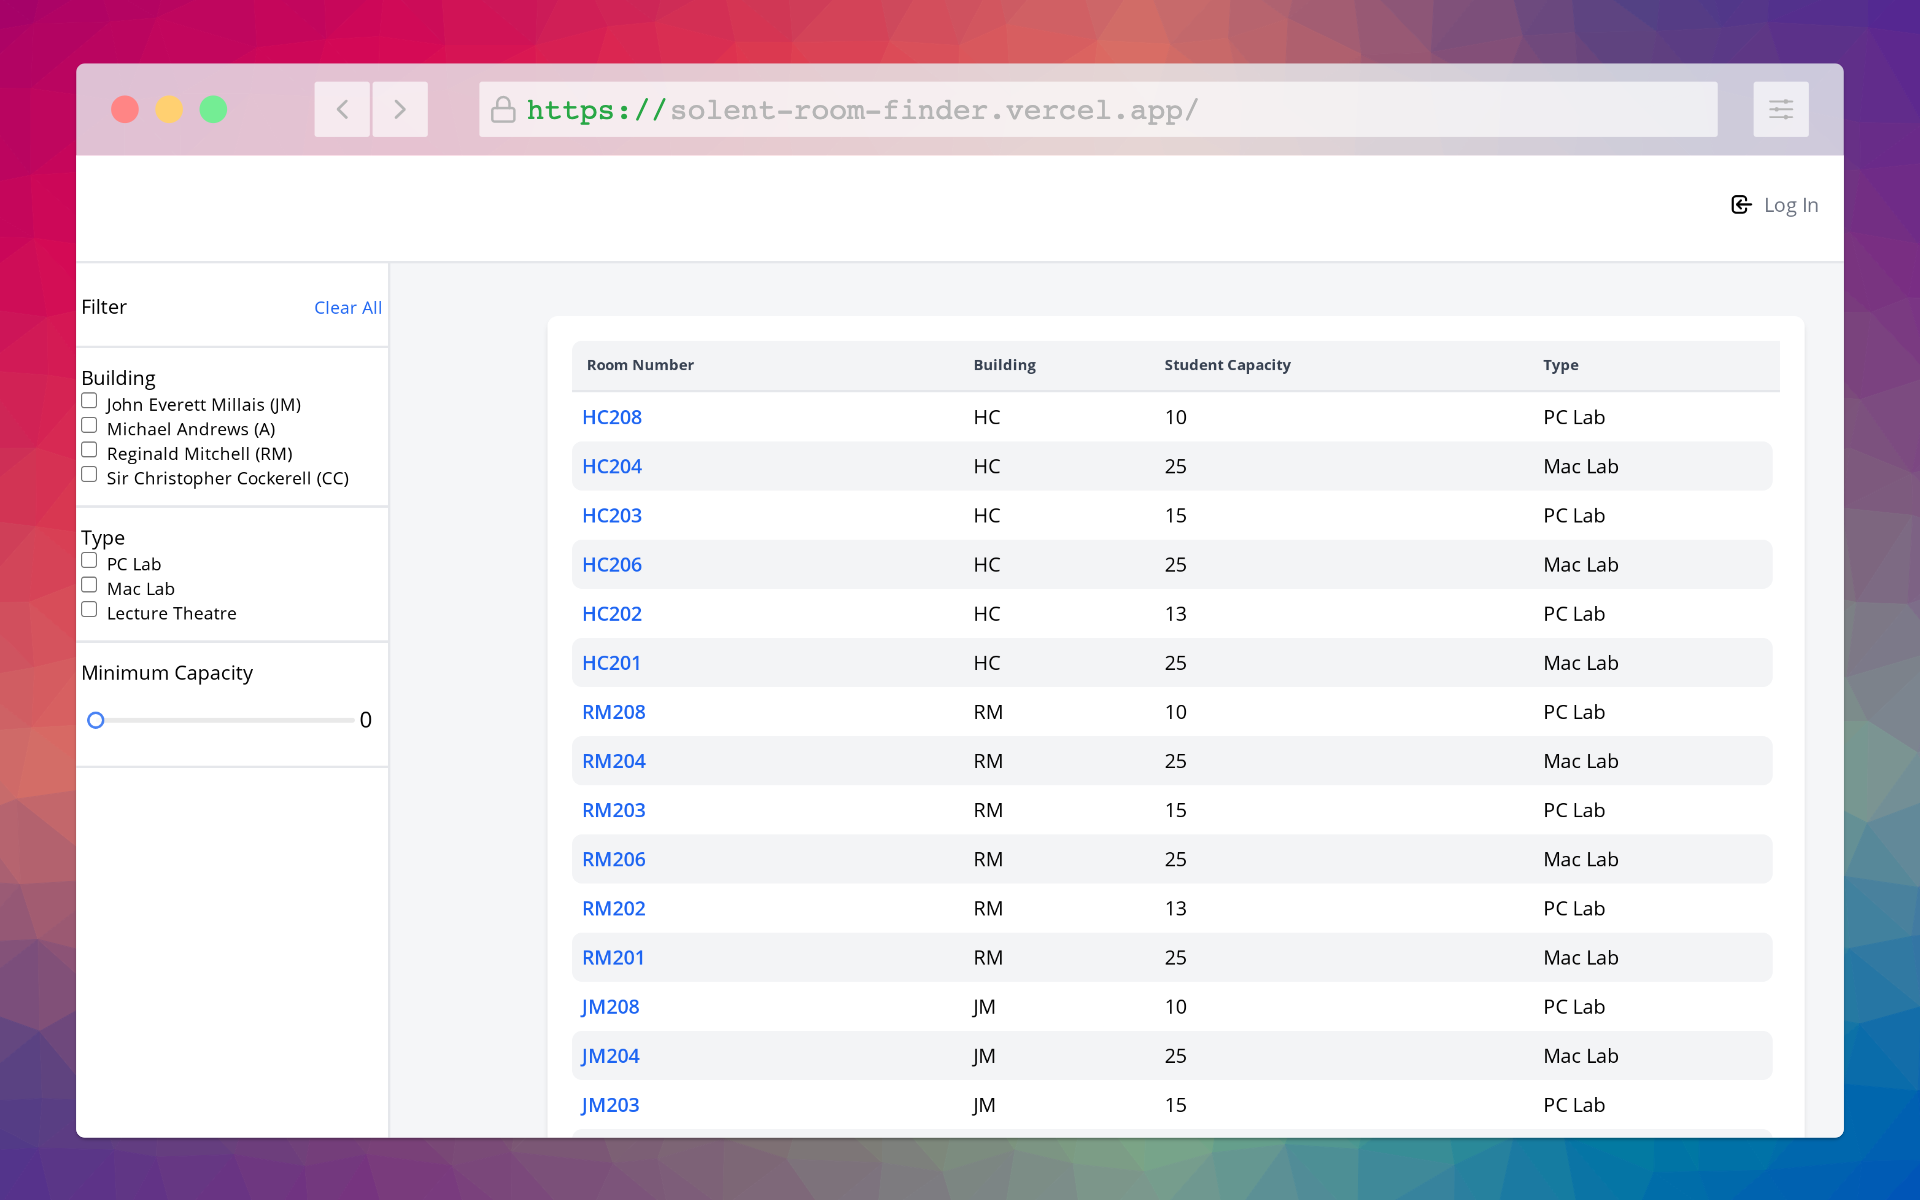 https://solent-room-finder.vercel.app/
Log In
Filter Clear All
Building
John Everett Millais (JM)
Michael Andrews (A)
Reginald Mitchell (RM)
Sir Christopher Cockerell (CC)
Type
PC Lab
Mac Lab
Lecture Theatre
Minimum Capacity
0
Room Number Building Student Capacity Type
HC208 HC 10 PC Lab
HC204 HC 25 Mac Lab
HC203 HC 15 PC Lab
HC206 HC 25 Mac Lab
HC202 HC 13 PC Lab
HC201 HC 25 Mac Lab
RM208 RM 10 PC Lab
RM204 RM 25 Mac Lab
RM203 RM 15 PC Lab
RM206 RM 25 Mac Lab
RM202 RM 13 PC Lab
RM201 RM 25 Mac Lab
JM208 JM 10 PC Lab
JM204 JM 25 Mac Lab
JM203 JM 15 PC Lab